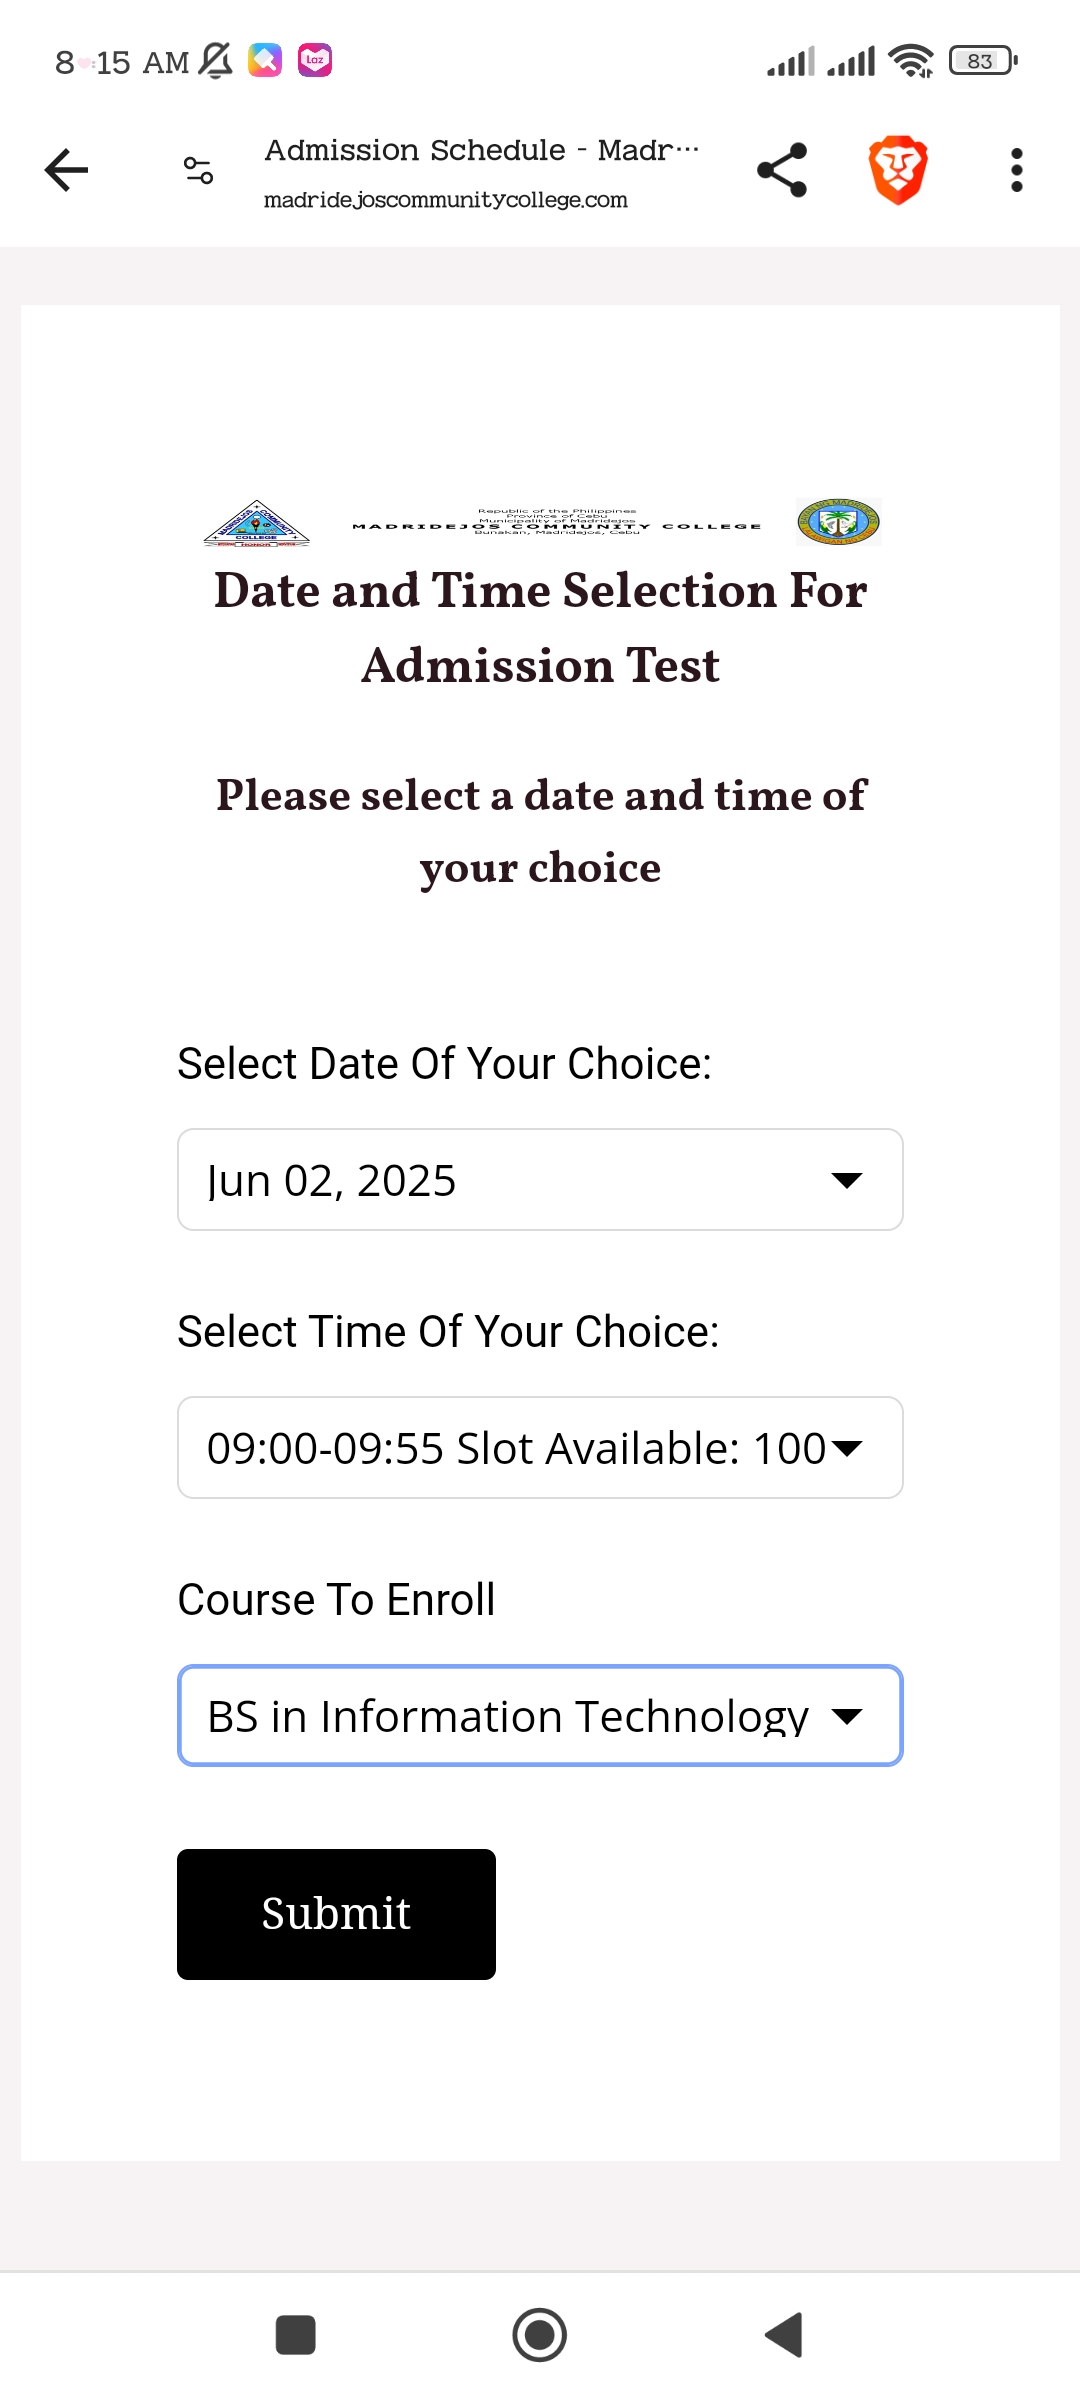 8:15 AM
Laz
83
Admission Schedule - Madr...
madridejoscommunitycollege.com
Republic of the Philippines
Province of Cebu
Municipality of Madridejos
MADRIDEJOS COMMUNITY COLLEGE
Bunakan, Madridejos, Cebu
Date and Time Selection For
Admission Test
Please select a date and time of
your choice
Select Date Of Your Choice:
Jun 02, 2025
Select Time Of Your Choice:
09:00-09:55 Slot Available: 100
Course To Enroll
BS in Information Technology
Submit